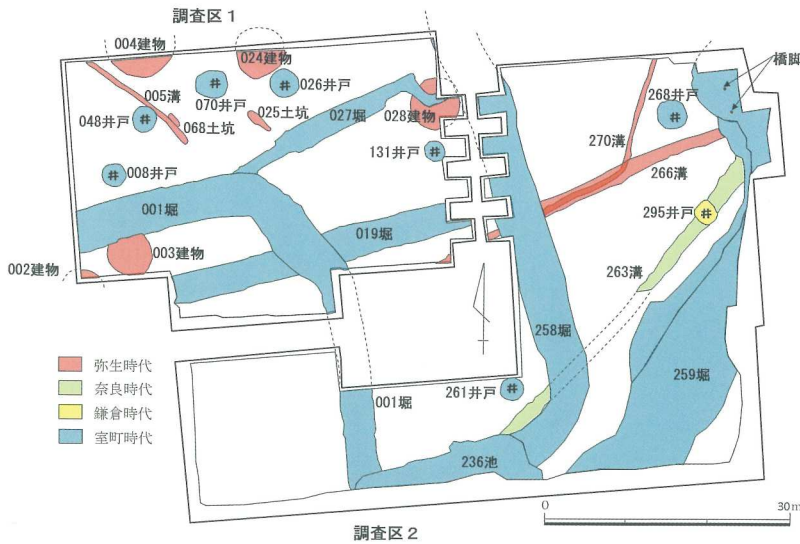 調査区1
004建物
024建物
橋脚
005溝
070井戸
026井戸
268井戸
048井戸
068土坑
025土坑
027堀
028建物
270溝
131井戸
266溝
008井戸
001堀
295井戸
019堀
003建物
002建物
263溝
258堀
弥生時代
奈良時代
鎌倉時代
室町時代
259堀
261井戸
001堀
236池
0
30m
調査区2